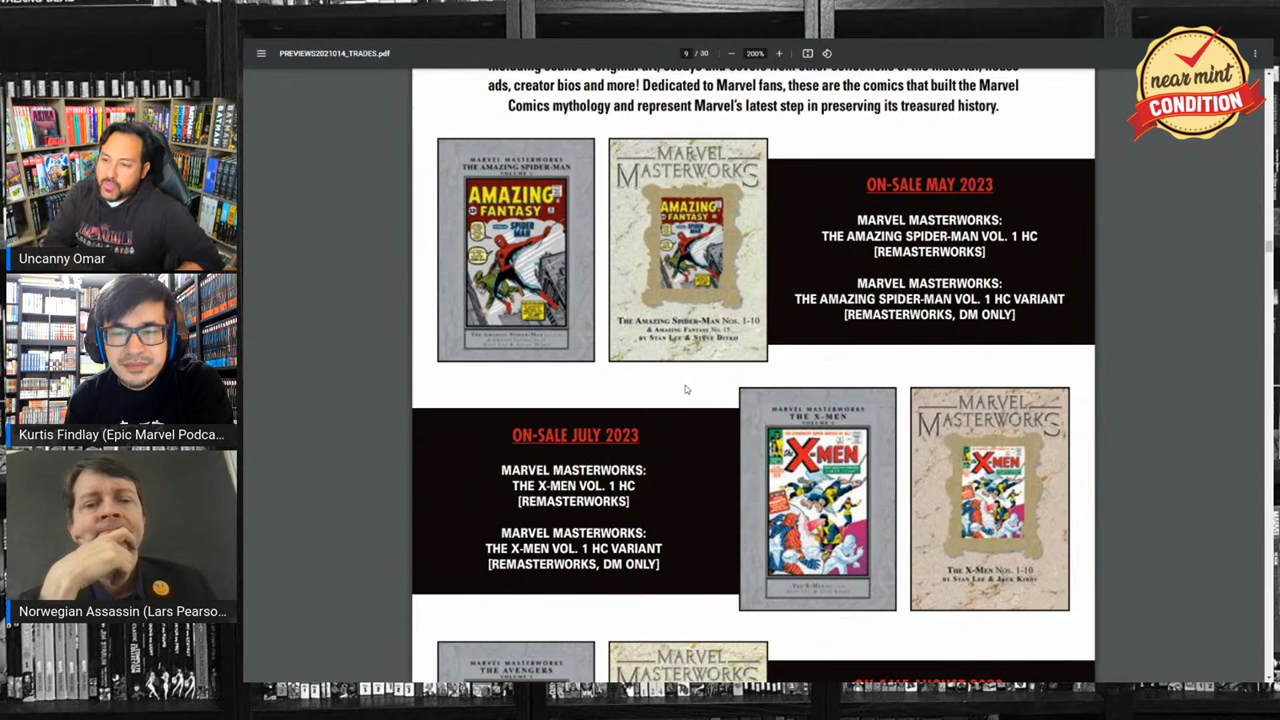 PREVIEWS2021014_TRADES.pdf
9 / 30
200%
near mint
CONDITION
ads, creator bios and more! Dedicated to Marvel fans, these are the comics that built the Marvel
Comics mythology and represent Marvel's latest step in preserving its treasured history.
MARVEL MASTERWORKS
THE AMAZING SPIDER-MAN
VOLUME 1
AMAZING
FANTASY
SPIDER
MAN
MARVEL
MASTERWORKS
AMAZING
FANTASY
THE AMAZING SPIDER-MAN NOS. 1-10
& AMAZING FANTASY NO. 15
BY STAN LEE & STEVE DITKO
ON-SALE MAY 2023
MARVEL MASTERWORKS:
THE AMAZING SPIDER-MAN VOL. 1 HC
[REMASTERWORKS]
MARVEL MASTERWORKS:
THE AMAZING SPIDER-MAN VOL. 1 HC VARIANT
[REMASTERWORKS, DM ONLY]
ON-SALE JULY 2023
MARVEL MASTERWORKS:
THE X-MEN VOL. 1 HC
[REMASTERWORKS]
MARVEL MASTERWORKS:
THE X-MEN VOL. 1 HC VARIANT
[REMASTERWORKS, DM ONLY]
MARVEL MASTERWORKS
THE X-MEN
VOLUME 1
The X-MEN
MARVEL
MASTERWORKS
The X-MEN
THE X-MEN NOS. 1-10
BY STAN LEE & JACK KIRBY
MARVEL MASTERWORKS
THE AVENGERS
MARVEL
MASTERWORKS
Uncanny Omar
Kurtis Findlay (Epic Marvel Podca...
Norwegian Assassin (Lars Pearso...